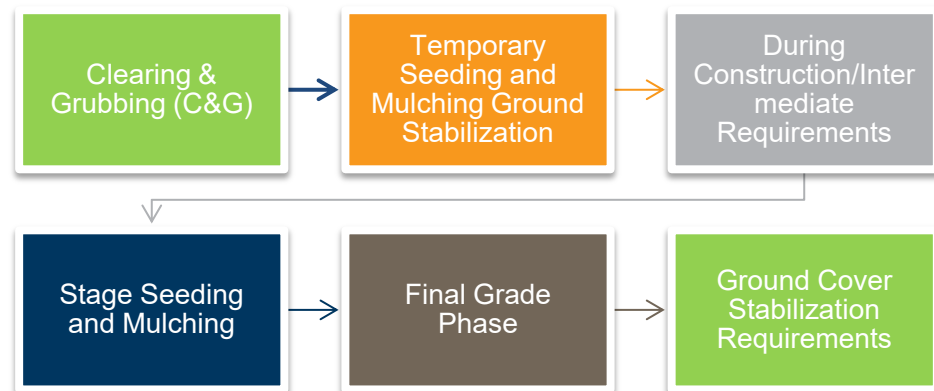 Clearing &
Grubbing (C&G)
Temporary
Seeding and
Mulching Ground
Stabilization
During
Construction/Inter
mediate
Requirements
Stage Seeding
and Mulching
Final Grade
Phase
Ground Cover
Stabilization
Requirements